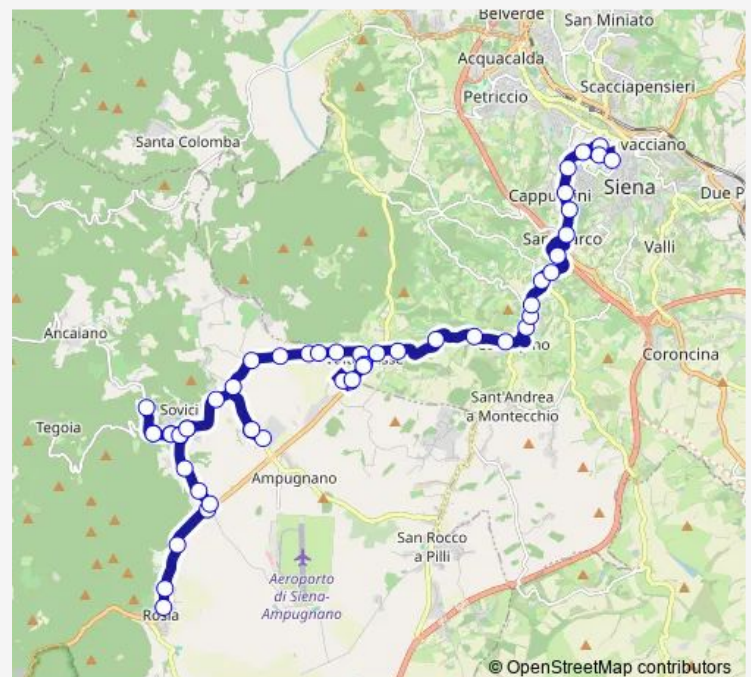 Belverde
San Miniato
Acquacalda
Scacciapensieri
Petriccio
Santa Colomba
vacciano
Siena
Due P
Valli
Ancaiano
Coroncina
Sovici
Sant'Andrea
a Montecchio
Tegoia
Ampugnano
San Rocco
a Pilli
Aeroporto
di Siena-
Ampugnano
Rosia
© OpenStreetMap contributors